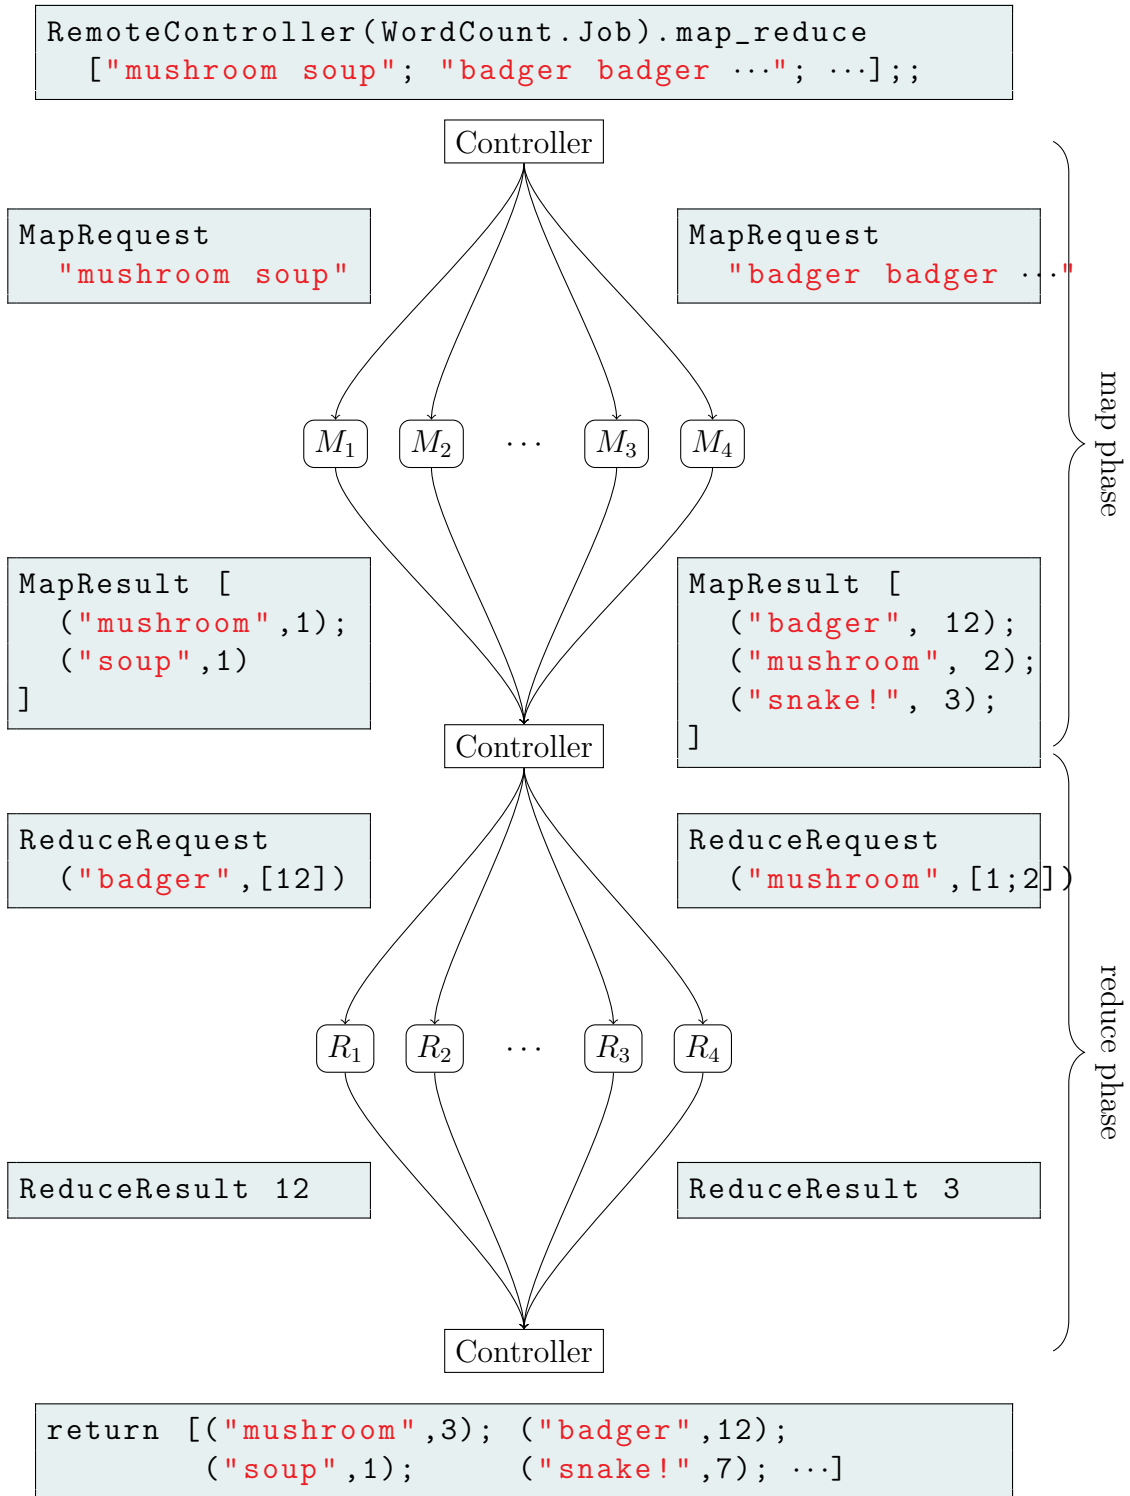 RemoteController(WordCount.Job).map_reduce
["mushroom soup"; "badger badger ···"; ···];;
Controller
MapRequest
"mushroom soup"
MapRequest
"badger badger ···"
M1 M2 ··· M3 M4
map phase
MapResult [
("mushroom",1);
("soup",1)
]
MapResult [
("badger", 12);
("mushroom", 2);
("snake!", 3);
]
Controller
ReduceRequest
("badger",[12])
ReduceRequest
("mushroom",[1;2])
R1 R2 ··· R3 R4
reduce phase
ReduceResult 12
ReduceResult 3
Controller
return [("mushroom",3); ("badger",12);
("soup",1); ("snake!",7); ···]